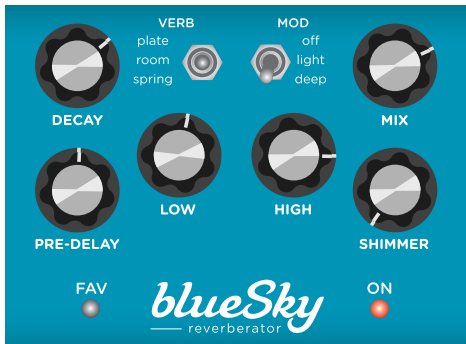 VERB
MOD
plate
room
spring
off
light
deep
DECAY
MIX
LOW
HIGH
PRE-DELAY
SHIMMER
FAV
ON
blueSky
reverberator